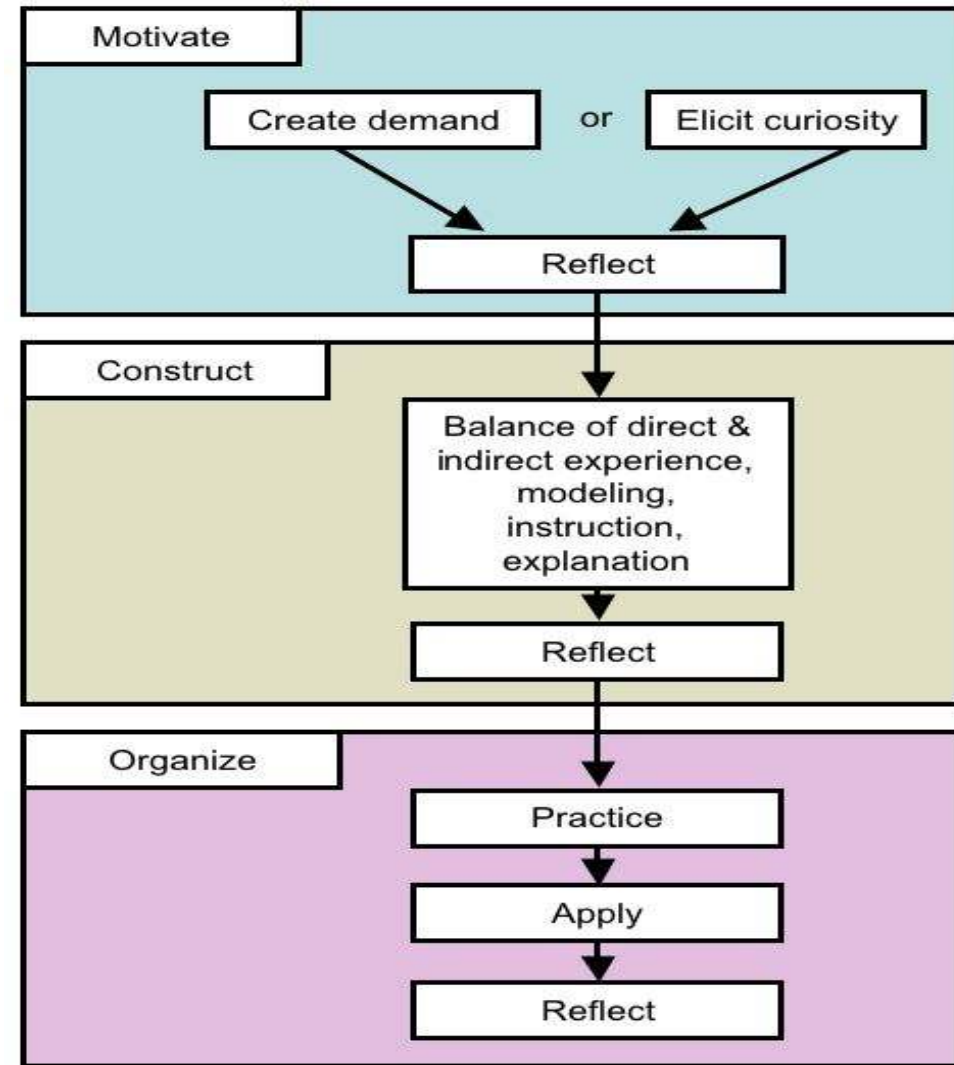 Motivate
Create demand or Elicit curiosity
Reflect
Construct
Balance of direct &
indirect experience,
modeling,
instruction,
explanation
Reflect
Organize
Practice
Apply
Reflect